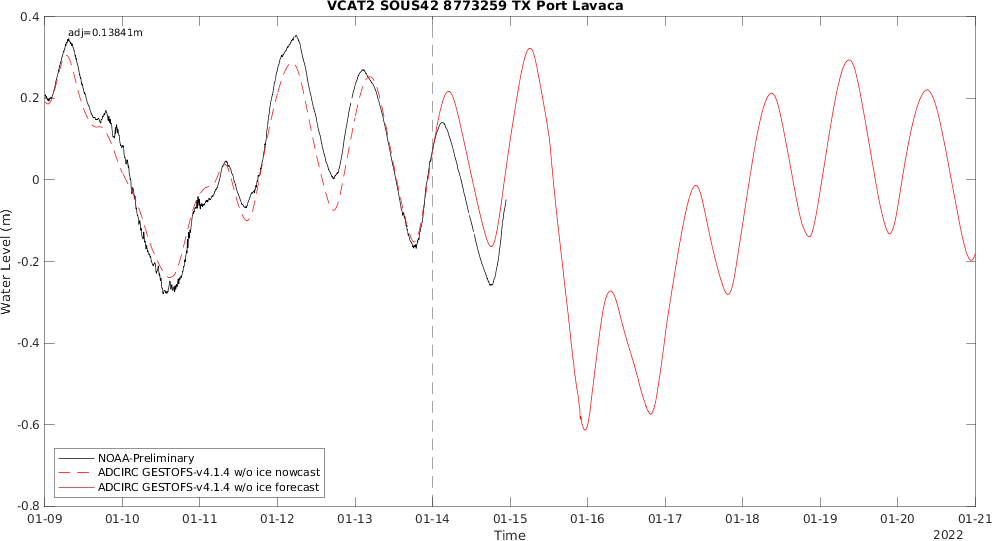 VCAT2 SOUS42 8773259 TX Port Lavaca
adj=0.13841m
0.4
0.2
0
-0.2
-0.4
-0.6
-0.8
Water Level (m)
NOAA-Preliminary
ADCIRC GESTOFS-v4.1.4 w/o ice nowcast
ADCIRC GESTOFS-v4.1.4 w/o ice forecast
01-09 01-10 01-11 01-12 01-13 01-14 01-15 01-16 01-17 01-18 01-19 01-20 01-21
Time
2022